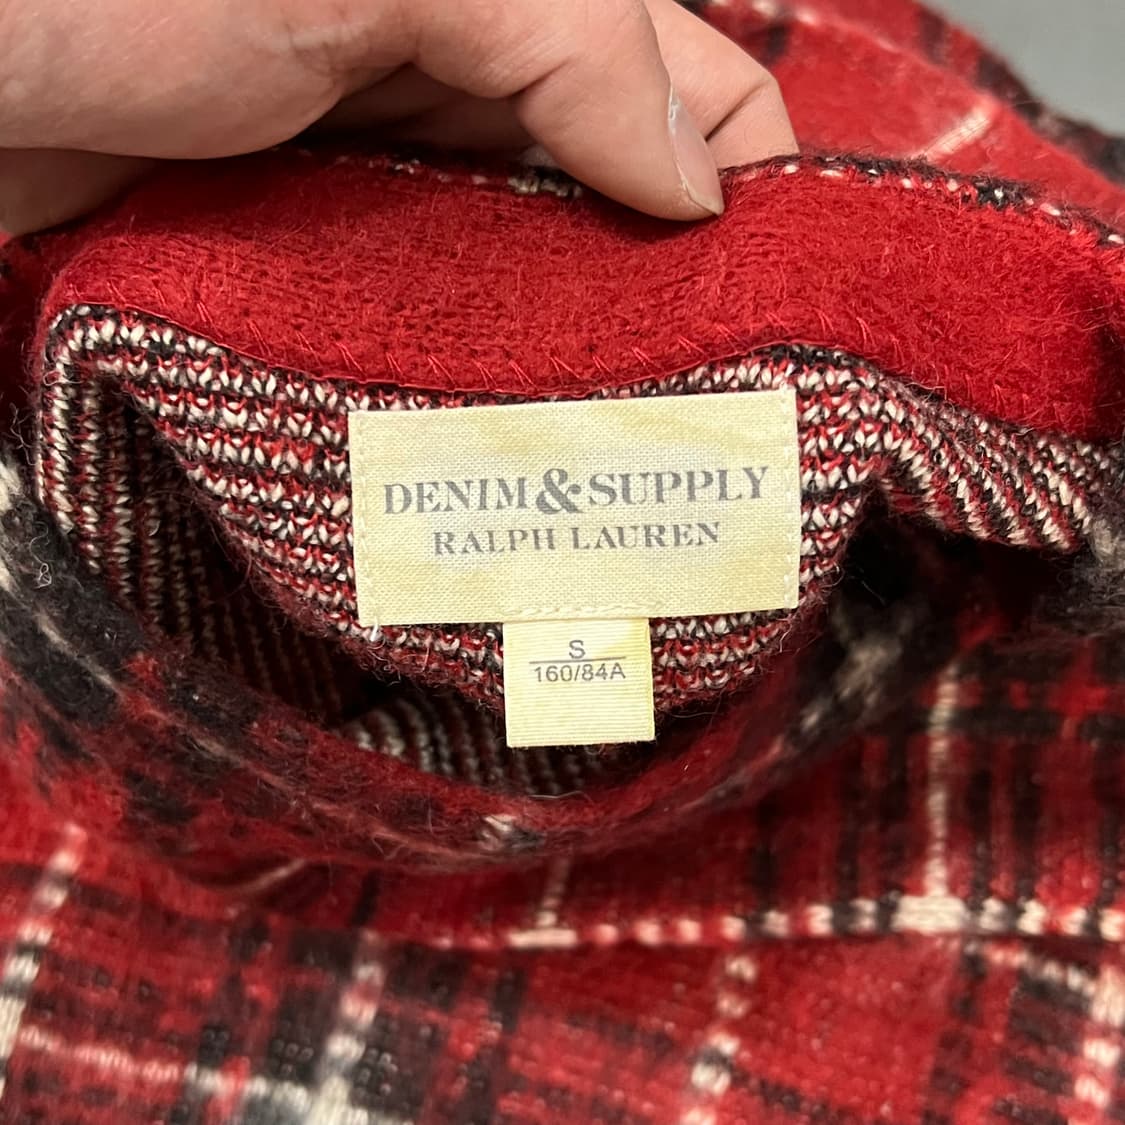 DENIM&SUPPLY
RALPH LAUREN
S
160/84A